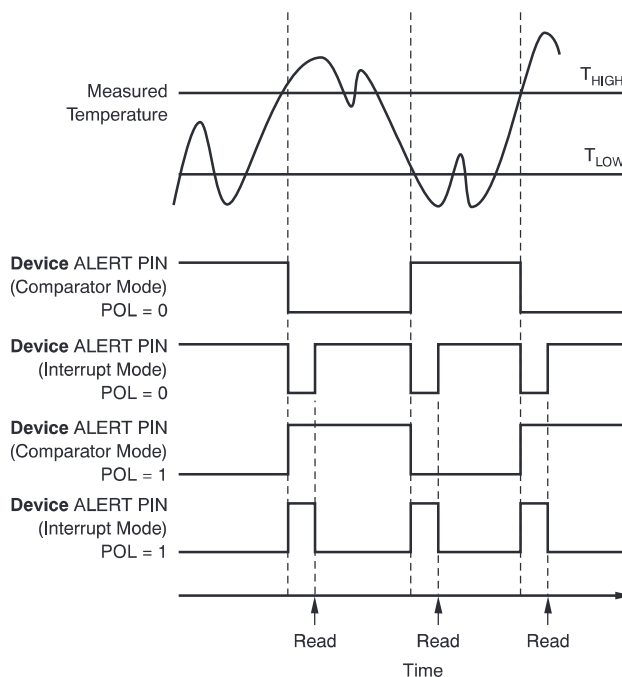 Measured
Temperature
THIGH
TLOW
Device ALERT PIN
(Comparator Mode)
POL = 0
Device ALERT PIN
(Interrupt Mode)
POL = 0
Device ALERT PIN
(Comparator Mode)
POL = 1
Device ALERT PIN
(Interrupt Mode)
POL = 1
Read
Read
Read
Time